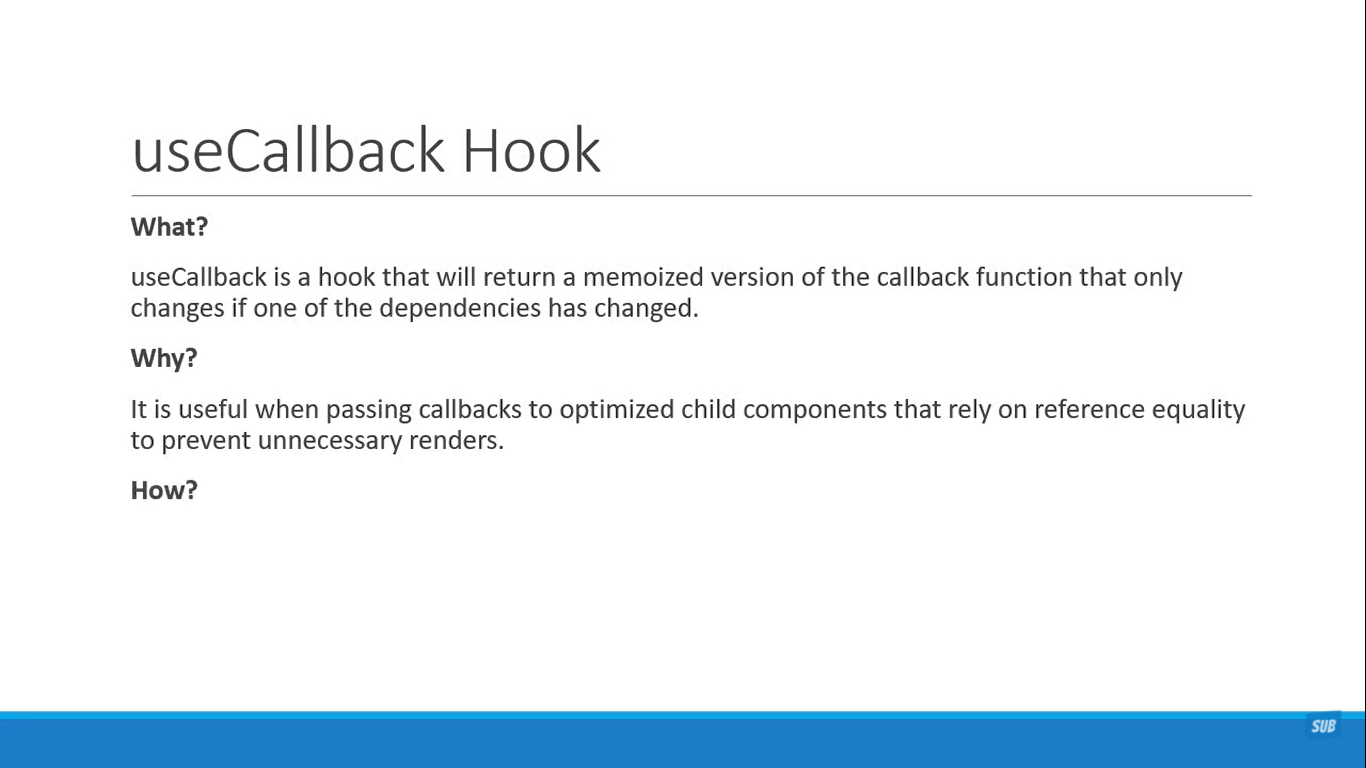 useCallback Hook
What?
useCallback is a hook that will return a memoized version of the callback function that only
changes if one of the dependencies has changed.
Why?
It is useful when passing callbacks to optimized child components that rely on reference equality
to prevent unnecessary renders.
How?
SUB